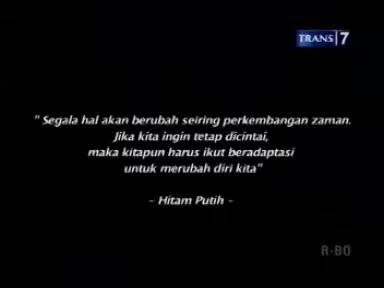 TRANS|7
" Segala hal akan berubah seiring perkembangan zaman.
Jika kita ingin tetap dicintai,
maka kitapun harus ikut beradaptasi
untuk merubah diri kita"
- Hitam Putih -
R-BO